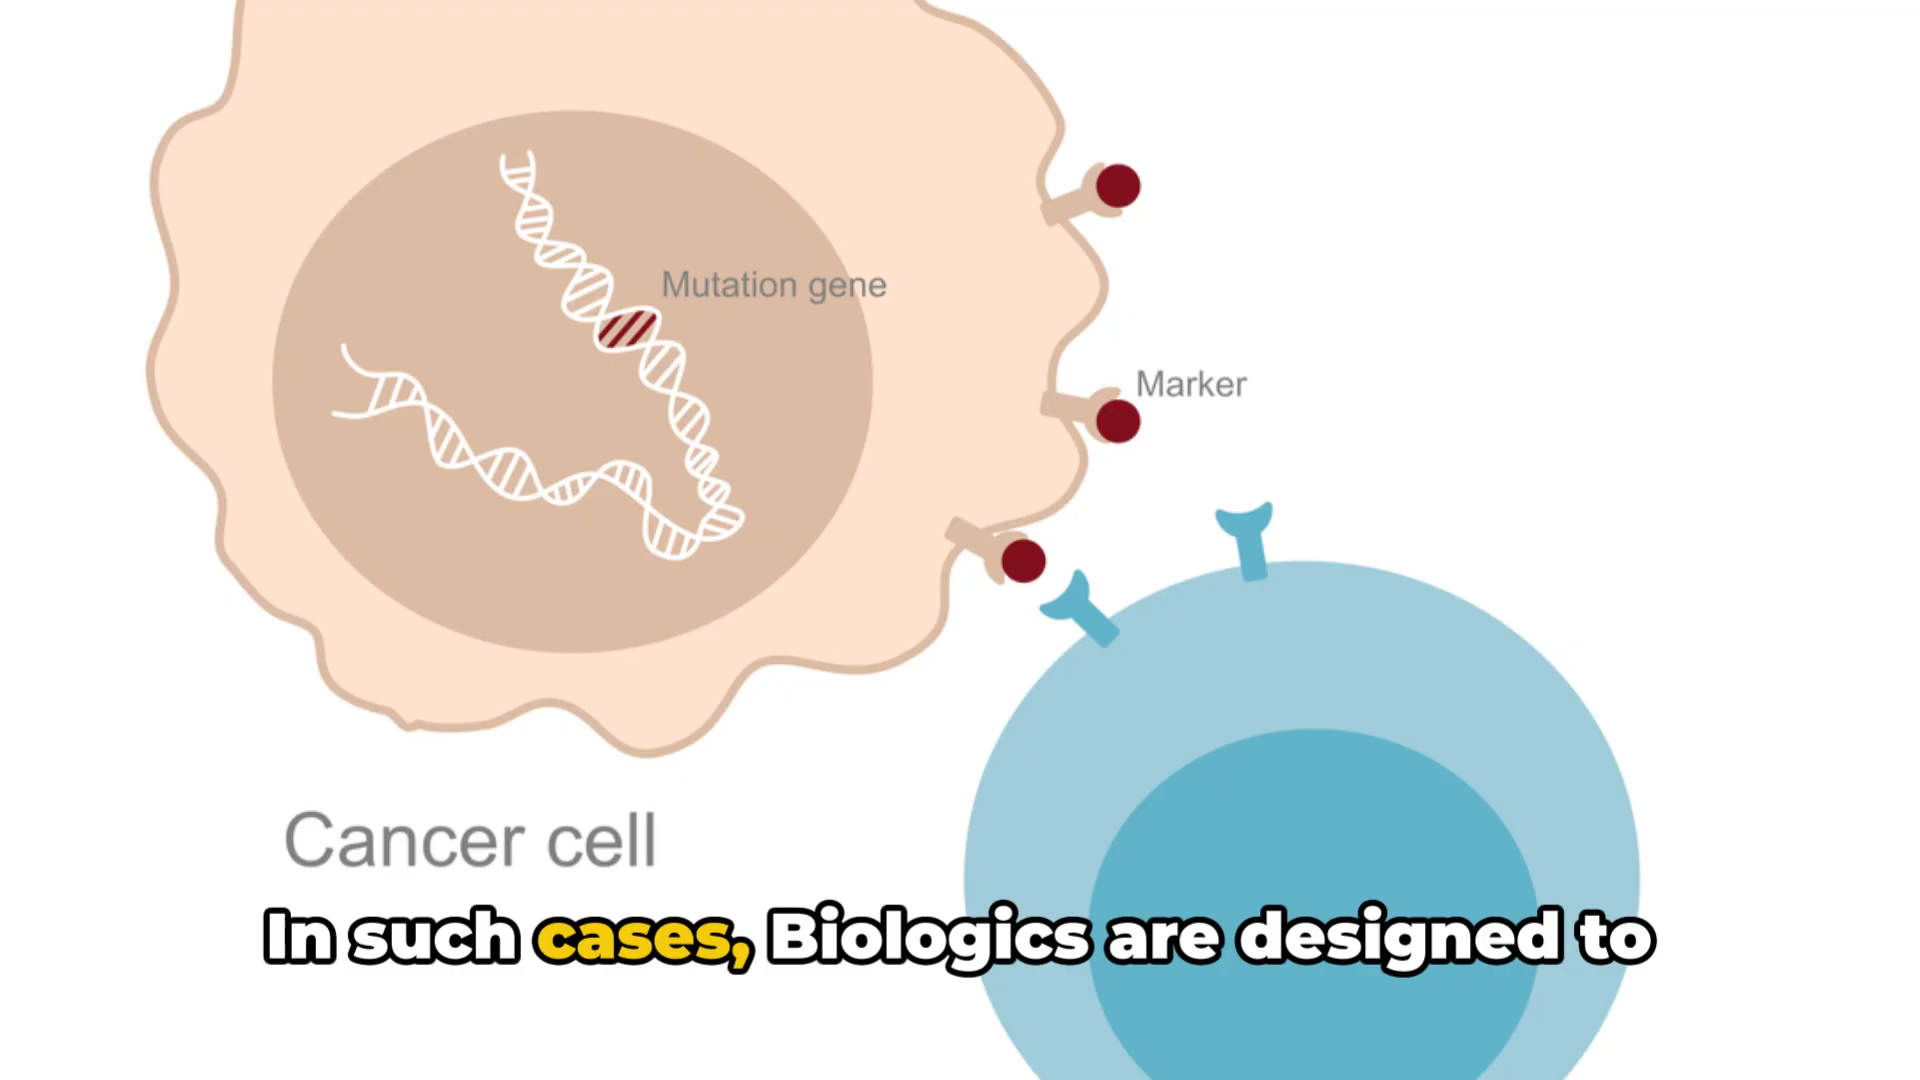 Mutation gene
Marker
Cancer cell
In such cases, Biologics are designed to